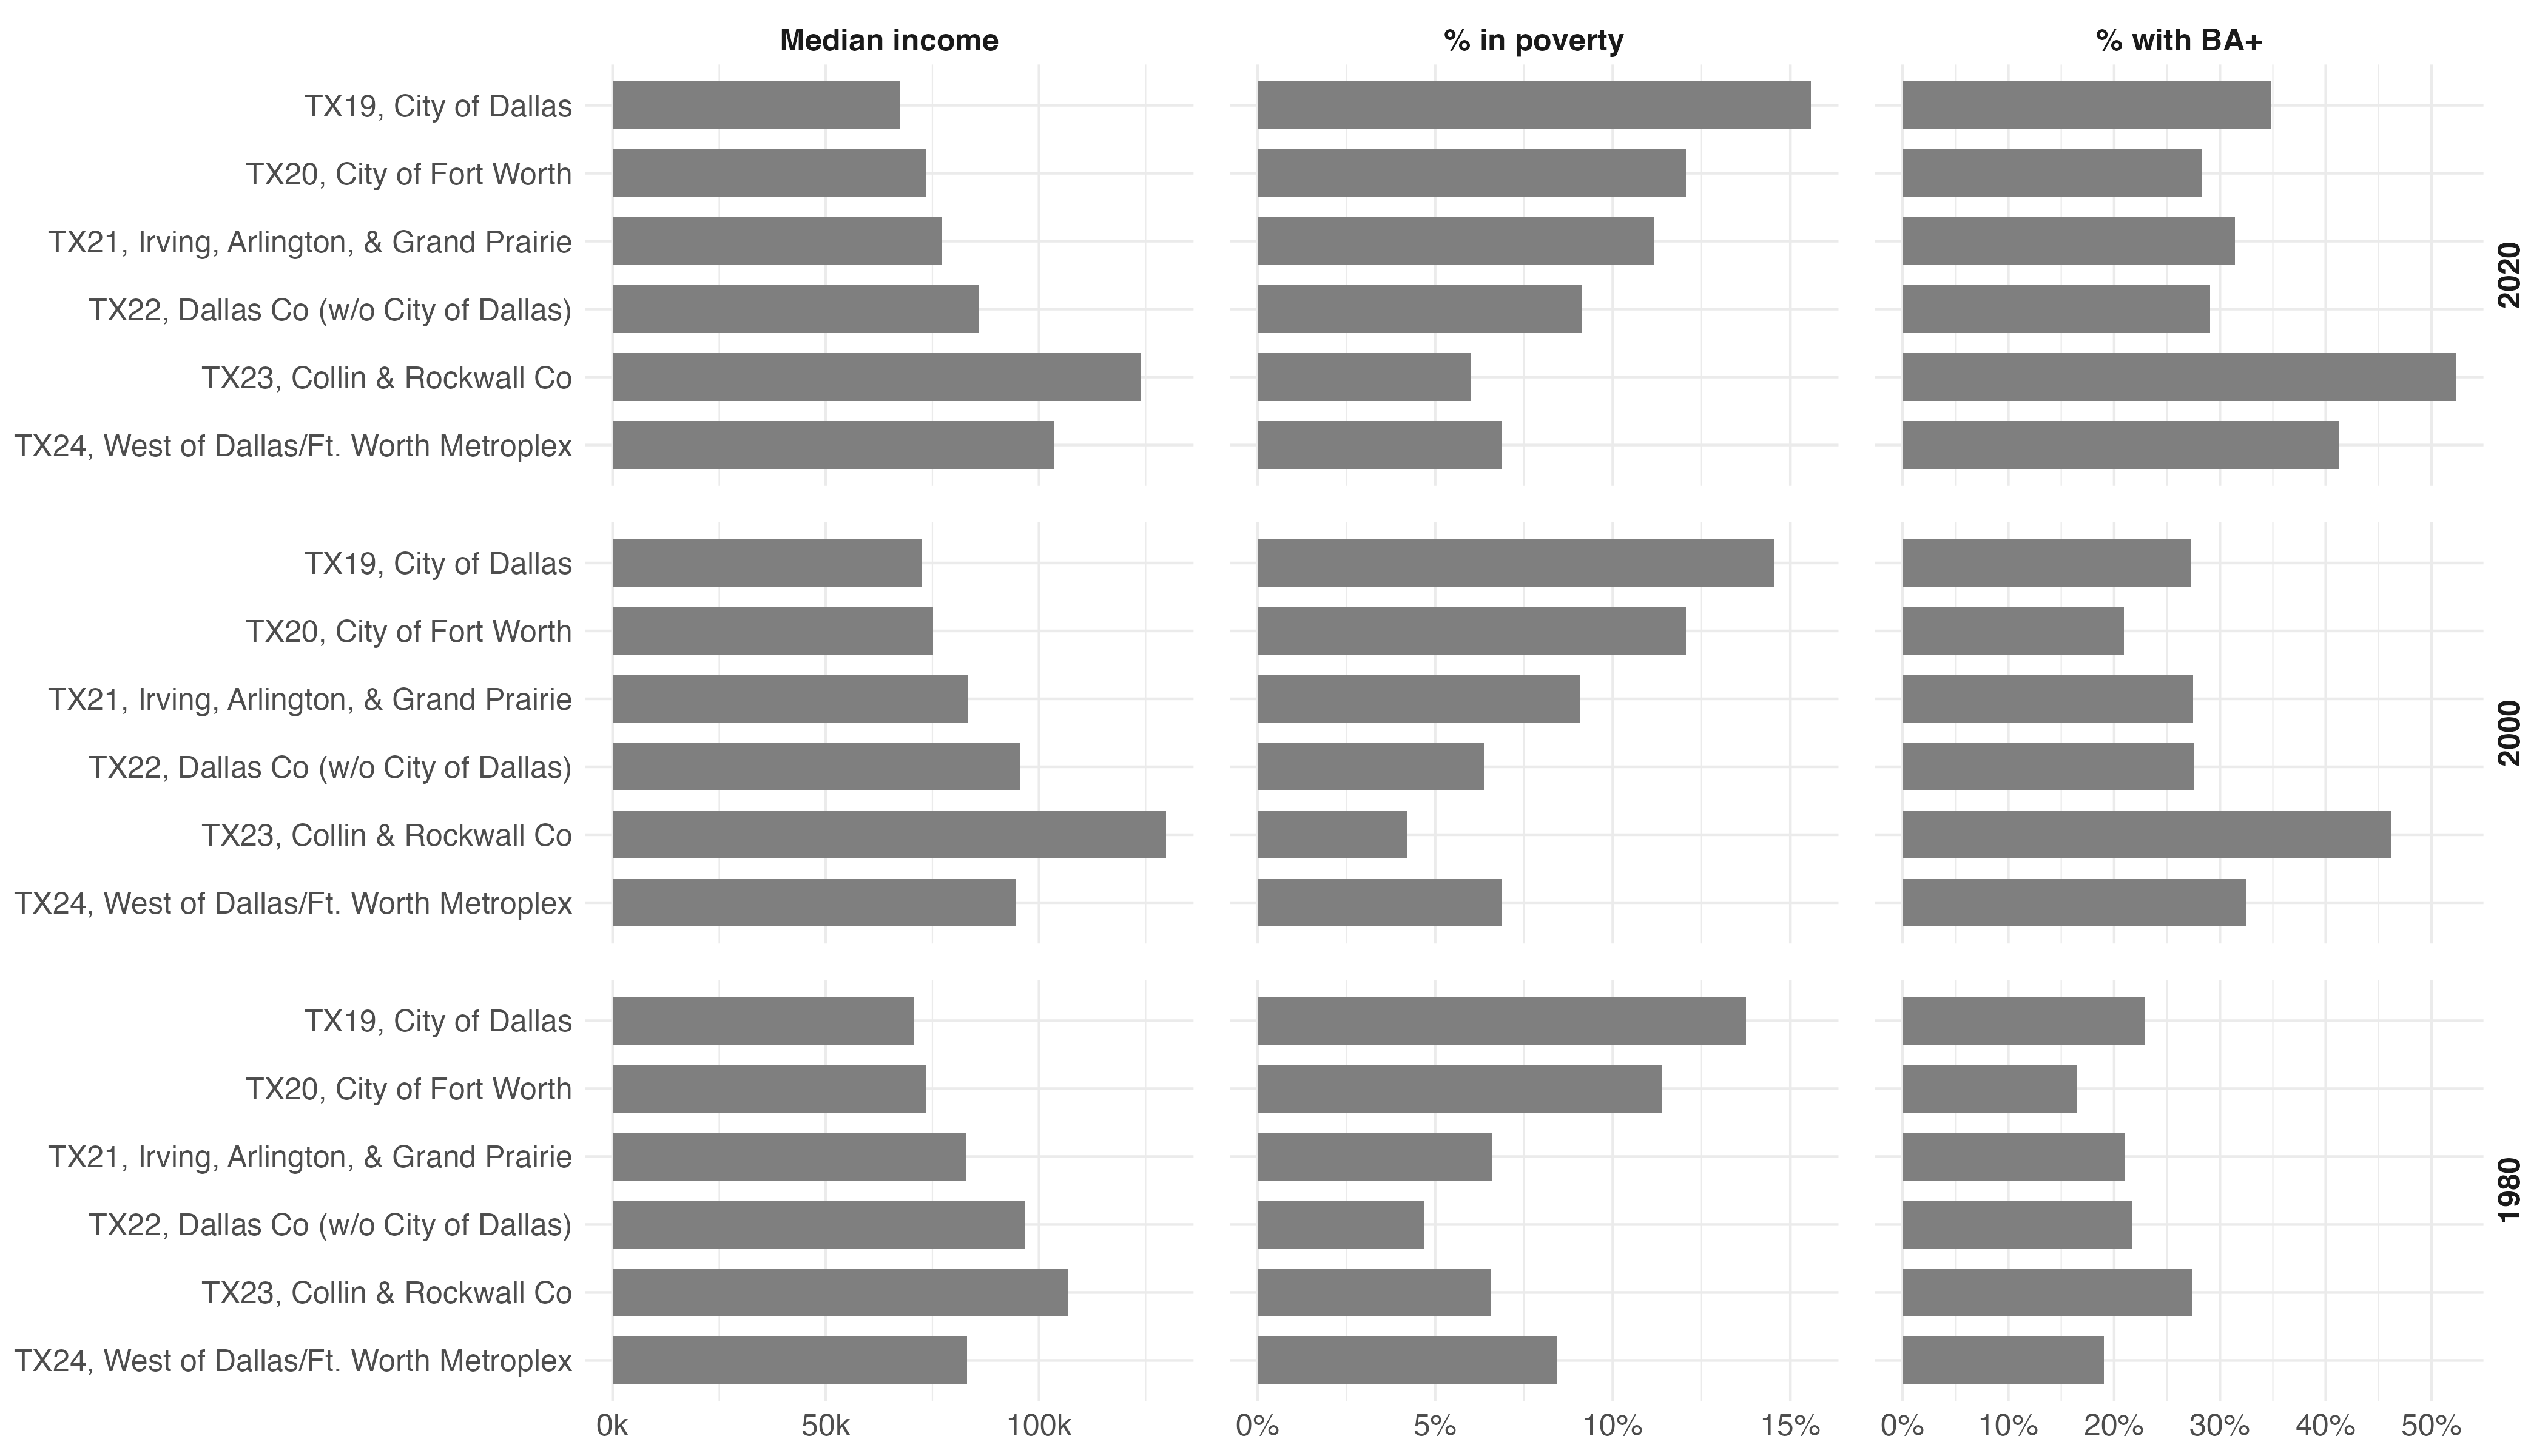 Median income % in poverty % with BA+
TX19, City of Dallas
TX20, City of Fort Worth
TX21, Irving, Arlington, & Grand Prairie
TX22, Dallas Co (w/o City of Dallas)
TX23, Collin & Rockwall Co
TX24, West of Dallas/Ft. Worth Metroplex
2020
TX19, City of Dallas
TX20, City of Fort Worth
TX21, Irving, Arlington, & Grand Prairie
TX22, Dallas Co (w/o City of Dallas)
TX23, Collin & Rockwall Co
TX24, West of Dallas/Ft. Worth Metroplex
2000
TX19, City of Dallas
TX20, City of Fort Worth
TX21, Irving, Arlington, & Grand Prairie
TX22, Dallas Co (w/o City of Dallas)
TX23, Collin & Rockwall Co
TX24, West of Dallas/Ft. Worth Metroplex
1980
0k 50k 100k 0% 5% 10% 15% 0% 10% 20% 30% 40% 50%